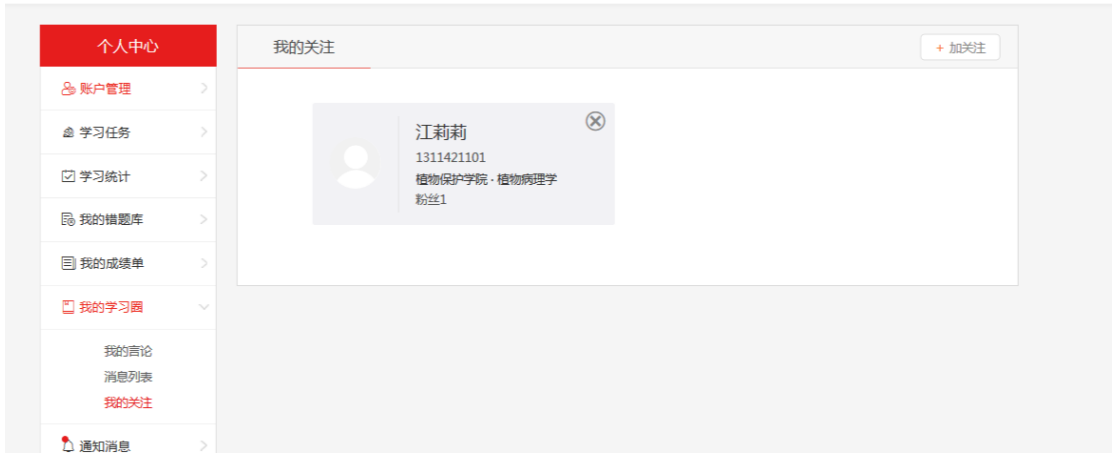 个人中心
账户管理
学习任务
学习统计
我的错题库
我的成绩单
我的学习圈
我的言论
消息列表
我的关注
通知消息
我的关注
+ 加关注
江莉莉
1311421101
植物保护学院 · 植物病理学
粉丝1